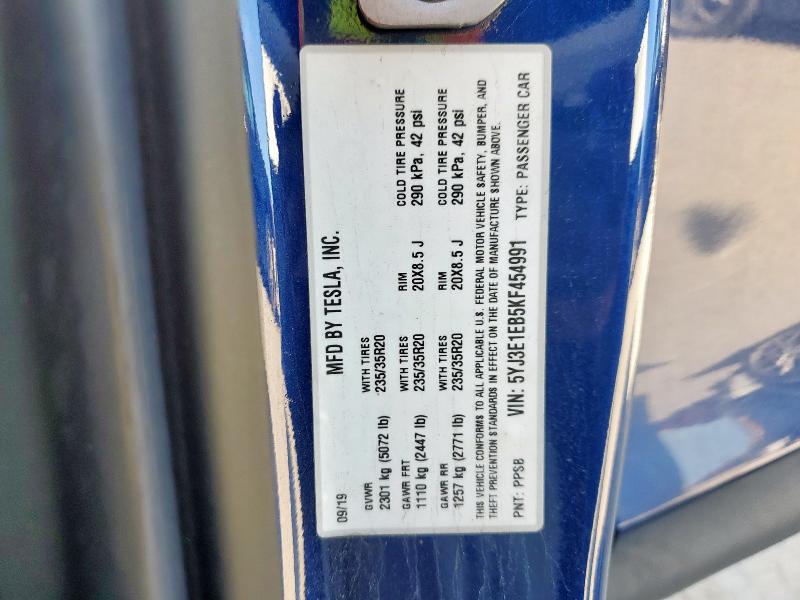 MFD BY TESLA, INC.
09/19
GVWR WITH TIRES
2301 kg (5072 lb) 235/35R20
GAWR FRT WITH TIRES RIM COLD TIRE PRESSURE
1110 kg (2447 lb) 235/35R20 20X8.5 J 290 kPa, 42 psi
GAWR RR WITH TIRES RIM COLD TIRE PRESSURE
1257 kg (2771 lb) 235/35R20 20X8.5 J 290 kPa, 42 psi
THIS VEHICLE CONFORMS TO ALL APPLICABLE U.S. FEDERAL MOTOR VEHICLE SAFETY, BUMPER, AND
THEFT PREVENTION STANDARDS IN EFFECT ON THE DATE OF MANUFACTURE SHOWN ABOVE.
PNT: PPSB VIN: 5YJ3E1EB5KF454991 TYPE: PASSENGER CAR